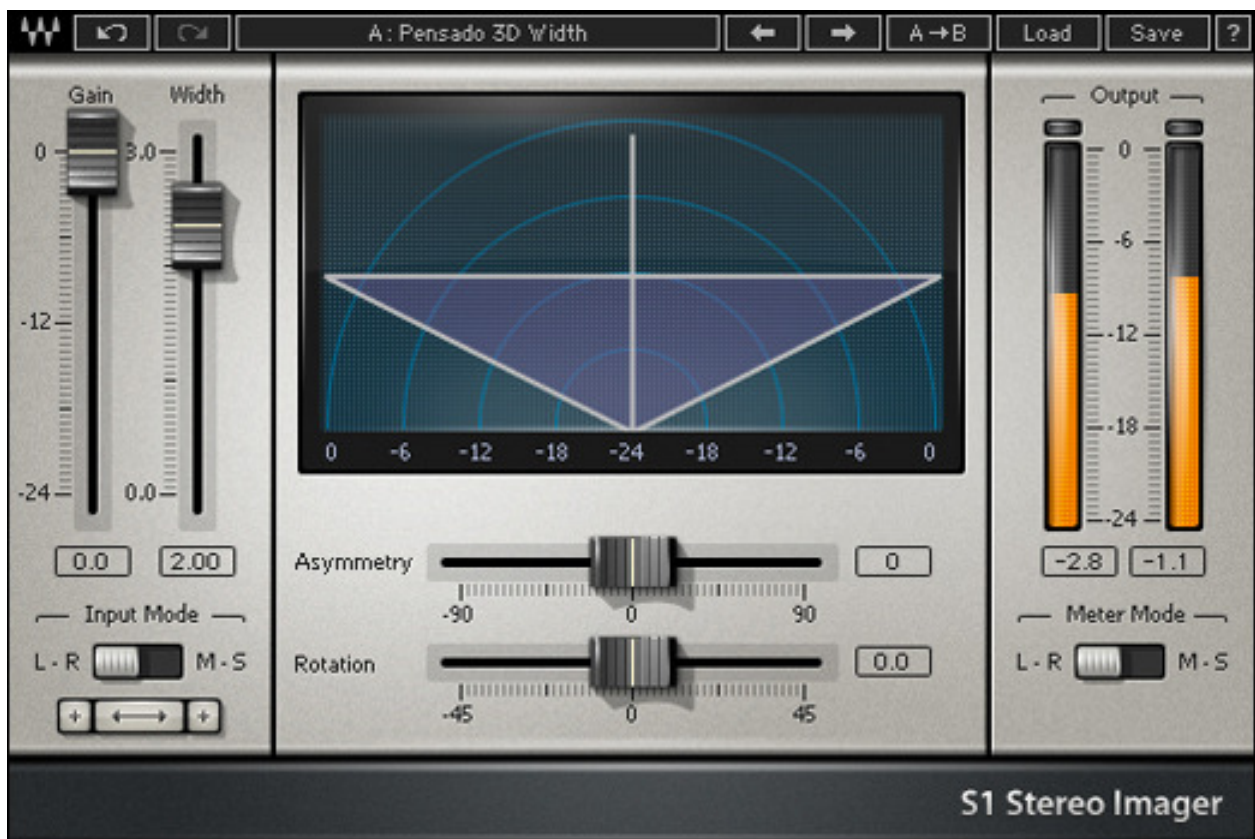 A: Pensado 3D Width A→B Load Save ?
Gain Width Output
0 3.0 0
-6
-12 -12
-18
-24 0.0 -24
0 -6 -12 -18 -24 -18 -12 -6 0
0.0 2.00 Asymmetry 0 -2.8 -1.1
-90 0 90
Input Mode Meter Mode
L - R M - S Rotation 0.0 L - R M - S
+ ←→ + -45 0 45
S1 Stereo Imager